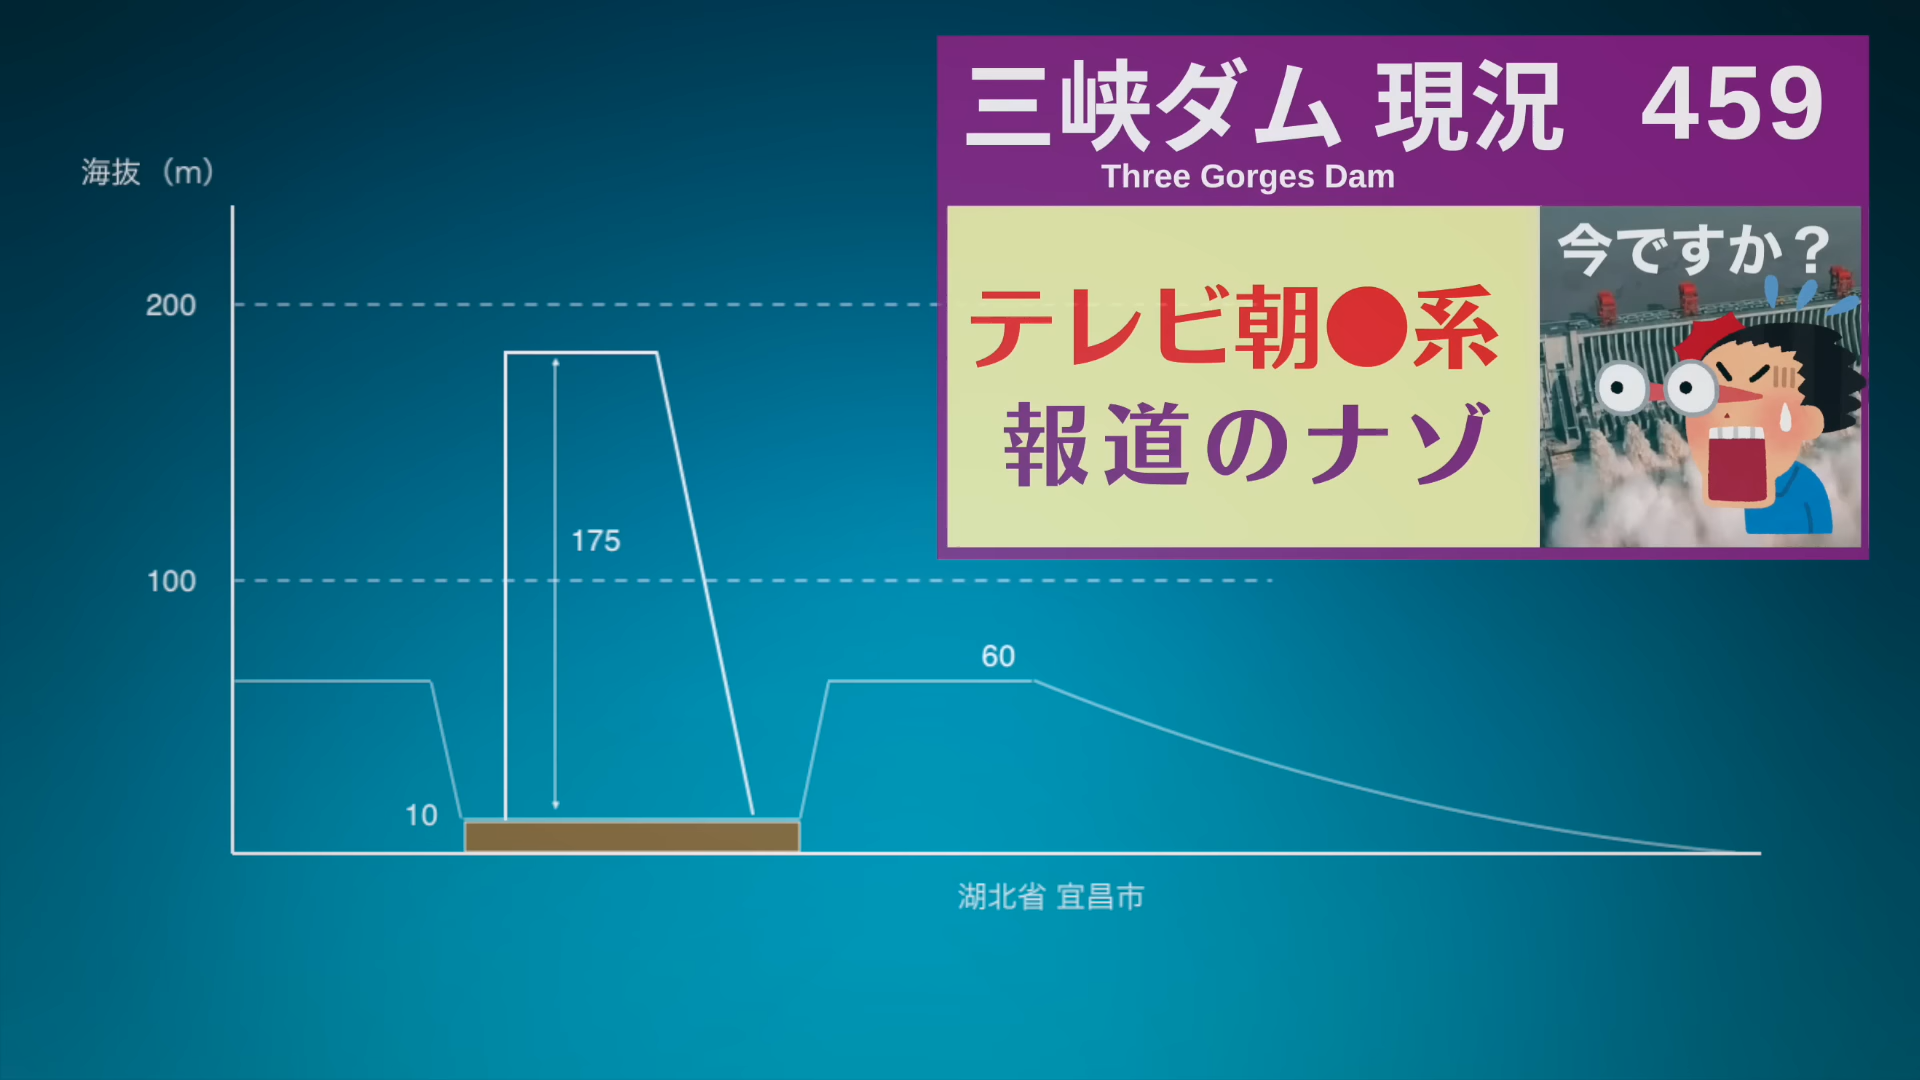 三峡ダム 現況 459
Three Gorges Dam
今ですか？
テレビ朝●系
報道のナゾ
海抜（m）
200
175
100
60
10
湖北省 宜昌市